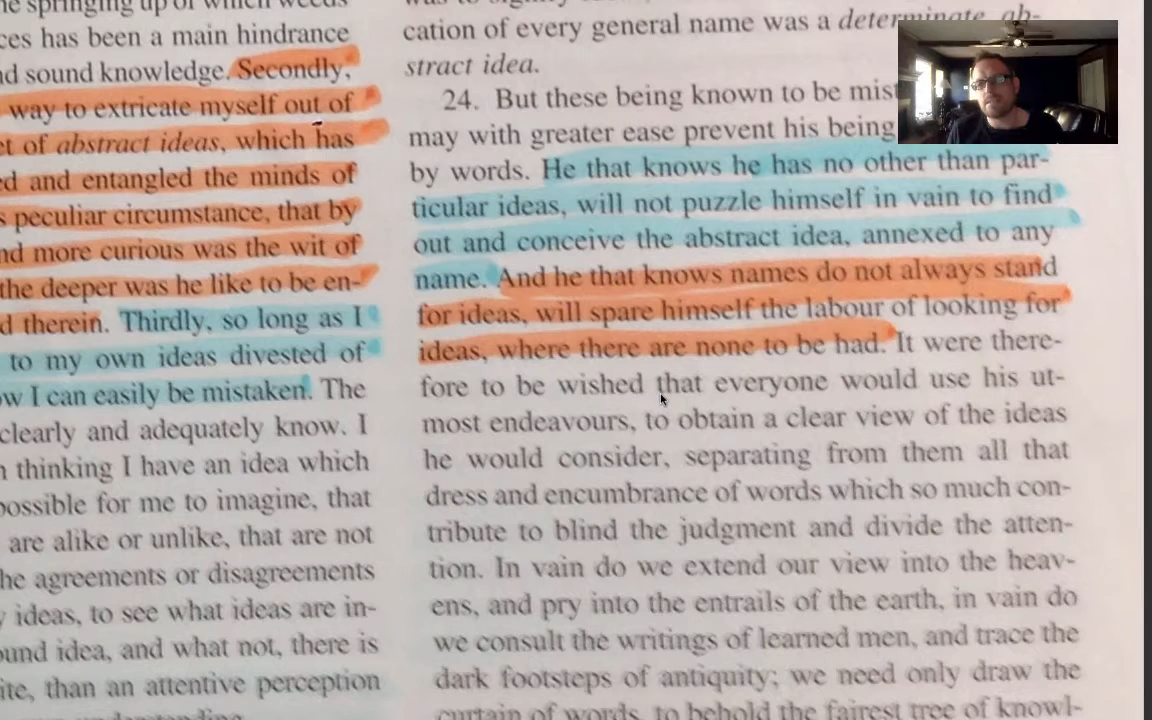 ces has been a main hindrance
nd sound knowledge. Secondly,
way to extricate myself out of
et of abstract ideas, which has
ed and entangled the minds of
s peculiar circumstance, that by
nd more curious was the wit of
the deeper was he like to be en-
d therein. Thirdly, so long as I
to my own ideas divested of
ow I can easily be mistaken. The
clearly and adequately know. I
n thinking I have an idea which
possible for me to imagine, that
are alike or unlike, that are not
he agreements or disagreements
y ideas, to see what ideas are in-
ound idea, and what not, there is
ite, than an attentive perception
cation of every general name was a determinate, ab-
stract idea.
24. But these being known to be mist
may with greater ease prevent his being
by words. He that knows he has no other than par-
ticular ideas, will not puzzle himself in vain to find
out and conceive the abstract idea, annexed to any
name. And he that knows names do not always stand
for ideas, will spare himself the labour of looking for
ideas, where there are none to be had. It were there-
fore to be wished that everyone would use his ut-
most endeavours, to obtain a clear view of the ideas
he would consider, separating from them all that
dress and encumbrance of words which so much con-
tribute to blind the judgment and divide the atten-
tion. In vain do we extend our view into the heav-
ens, and pry into the entrails of the earth, in vain do
we consult the writings of learned men, and trace the
dark footsteps of antiquity; we need only draw the
curtain of words, to behold the fairest tree of knowl-